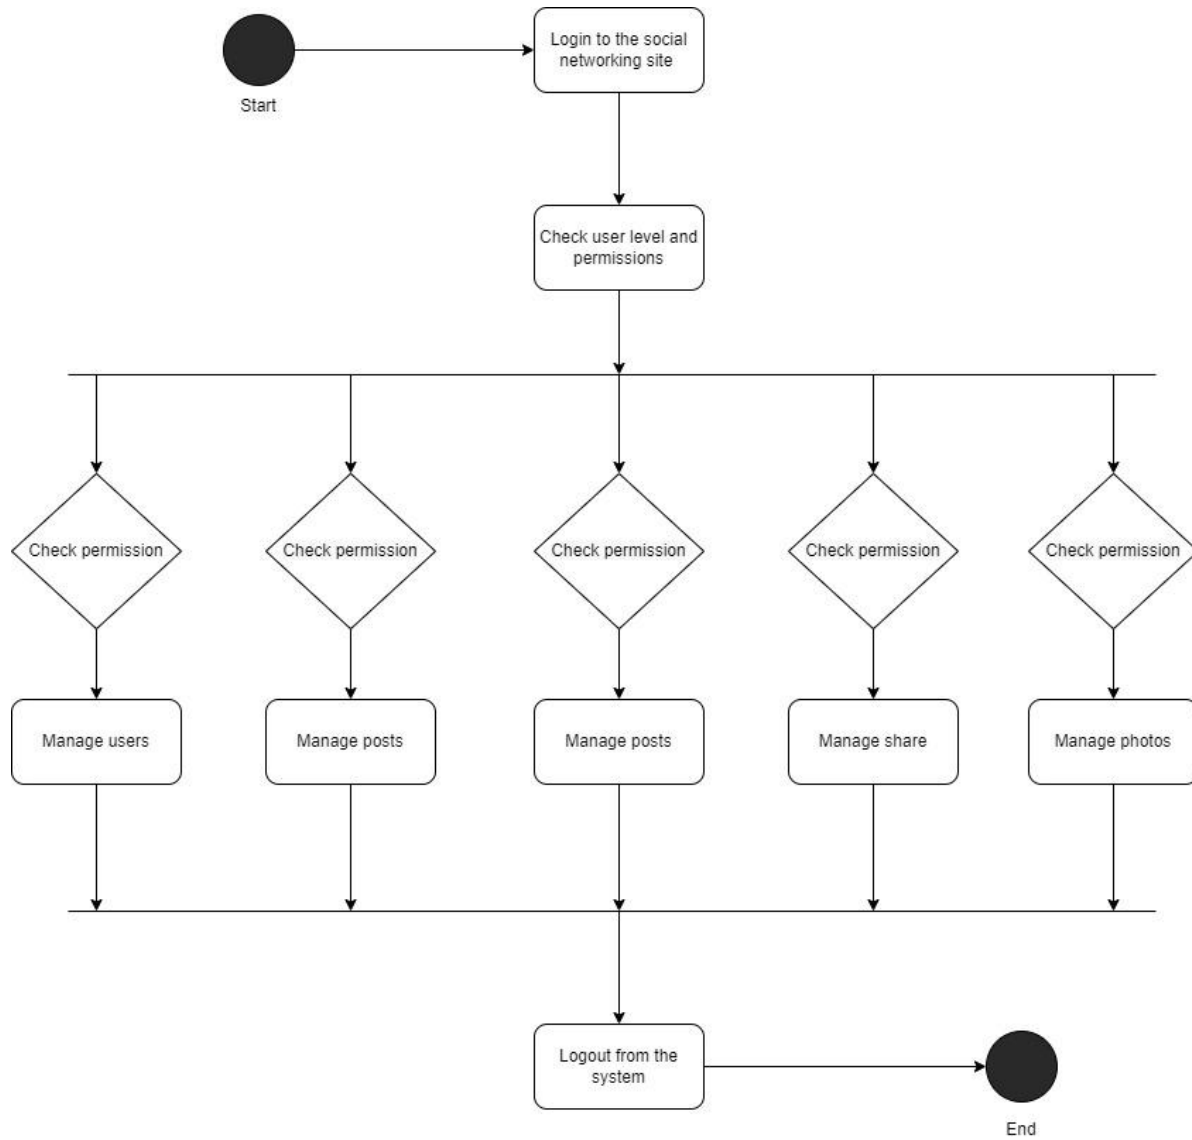 Login to the social
networking site
Start
Check user level and
permissions
Check permission
Check permission
Check permission
Check permission
Check permission
Manage users
Manage posts
Manage posts
Manage share
Manage photos
Logout from the
system
End